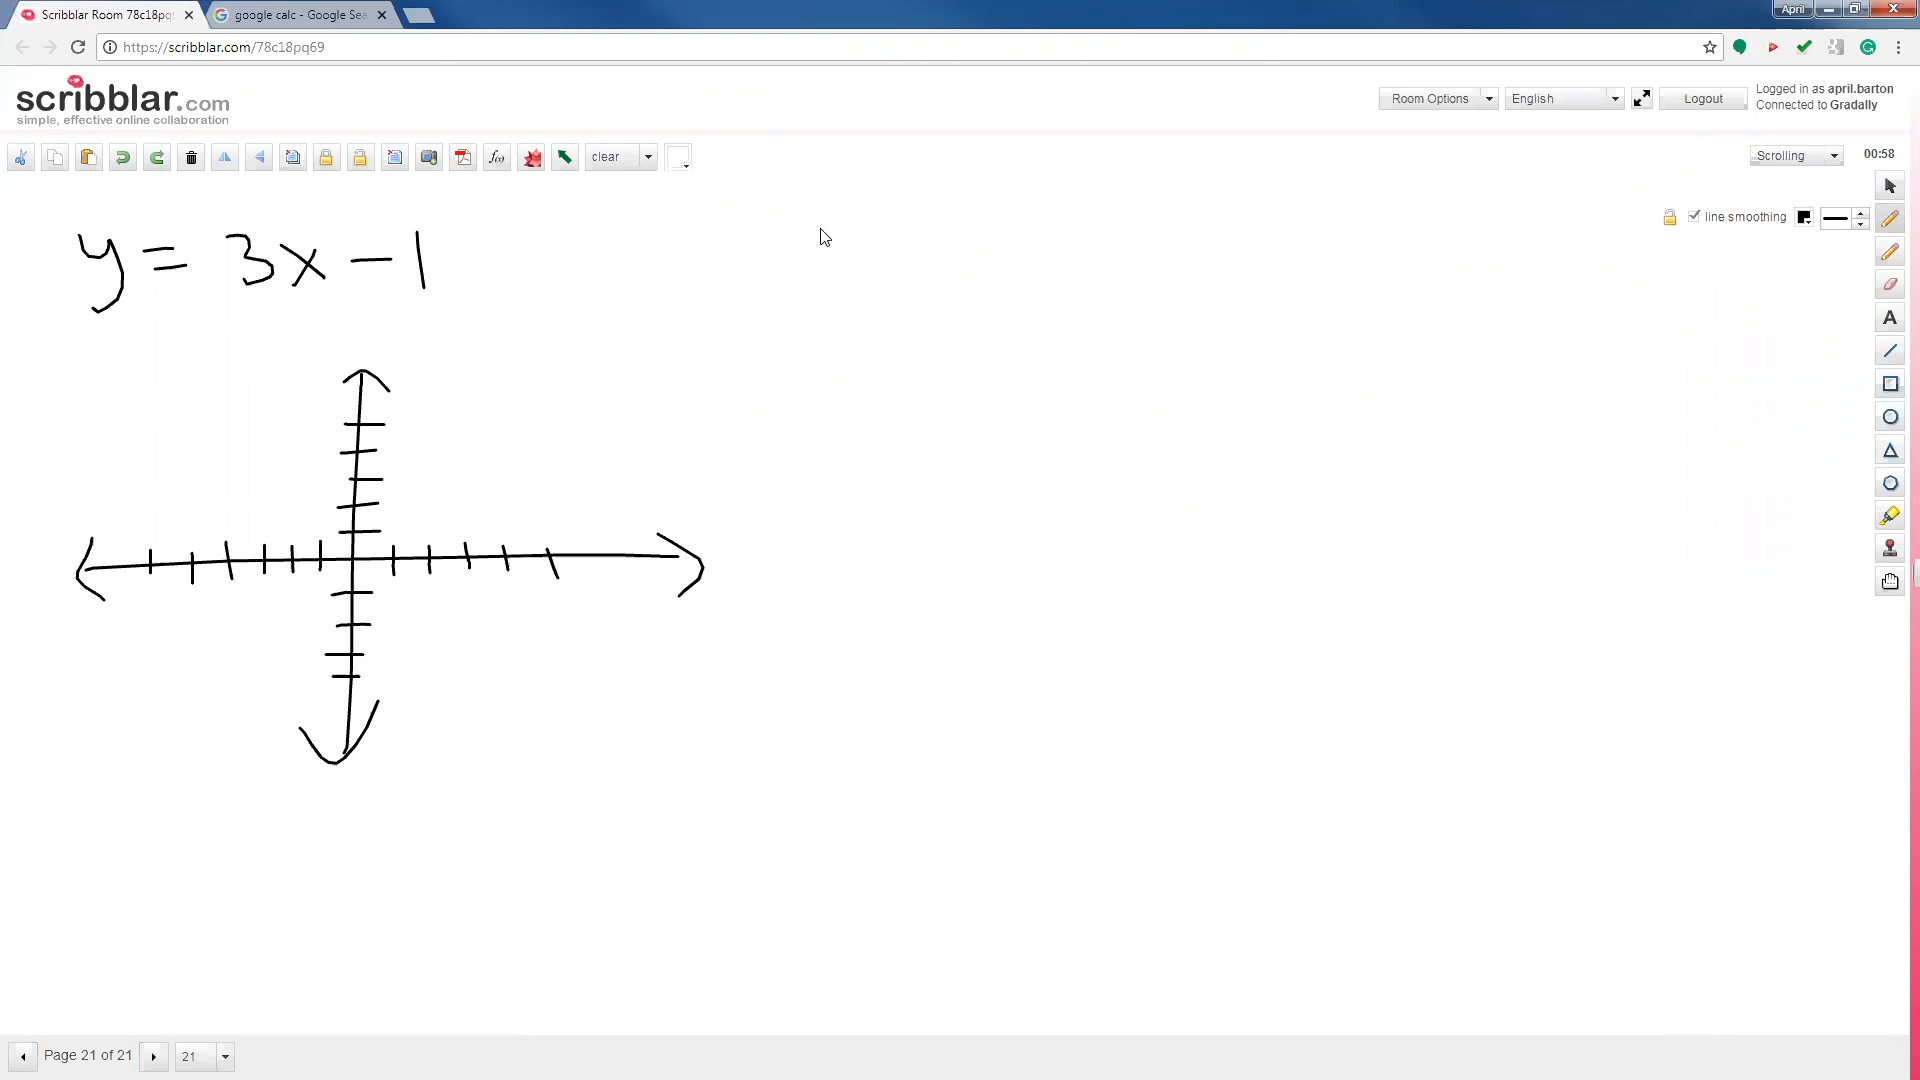 Scribblar Room 78c18pq
google calc - Google Sea
April
https://scribblar.com/78c18pq69
scribblar.com
simple, effective online collaboration
Room Options
English
Logout
Logged in as april.barton
Connected to Gradally
f(x)
clear
Scrolling
00:58
line smoothing
A
y = 3x - 1
Page 21 of 21
21